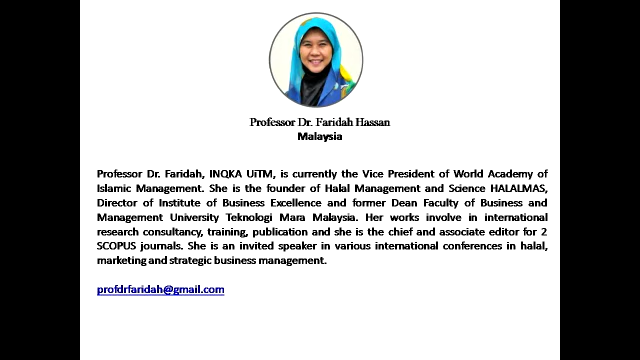 Professor Dr. Faridah Hassan
Malaysia
Professor Dr. Faridah, INQKA UiTM, is currently the Vice President of World Academy of
Islamic Management. She is the founder of Halal Management and Science HALALMAS,
Director of Institute of Business Excellence and former Dean Faculty of Business and
Management University Teknologi Mara Malaysia. Her works involve in international
research consultancy, training, publication and she is the chief and associate editor for 2
SCOPUS journals. She is an invited speaker in various international conferences in halal,
marketing and strategic business management.
profdrfaridah@gmail.com